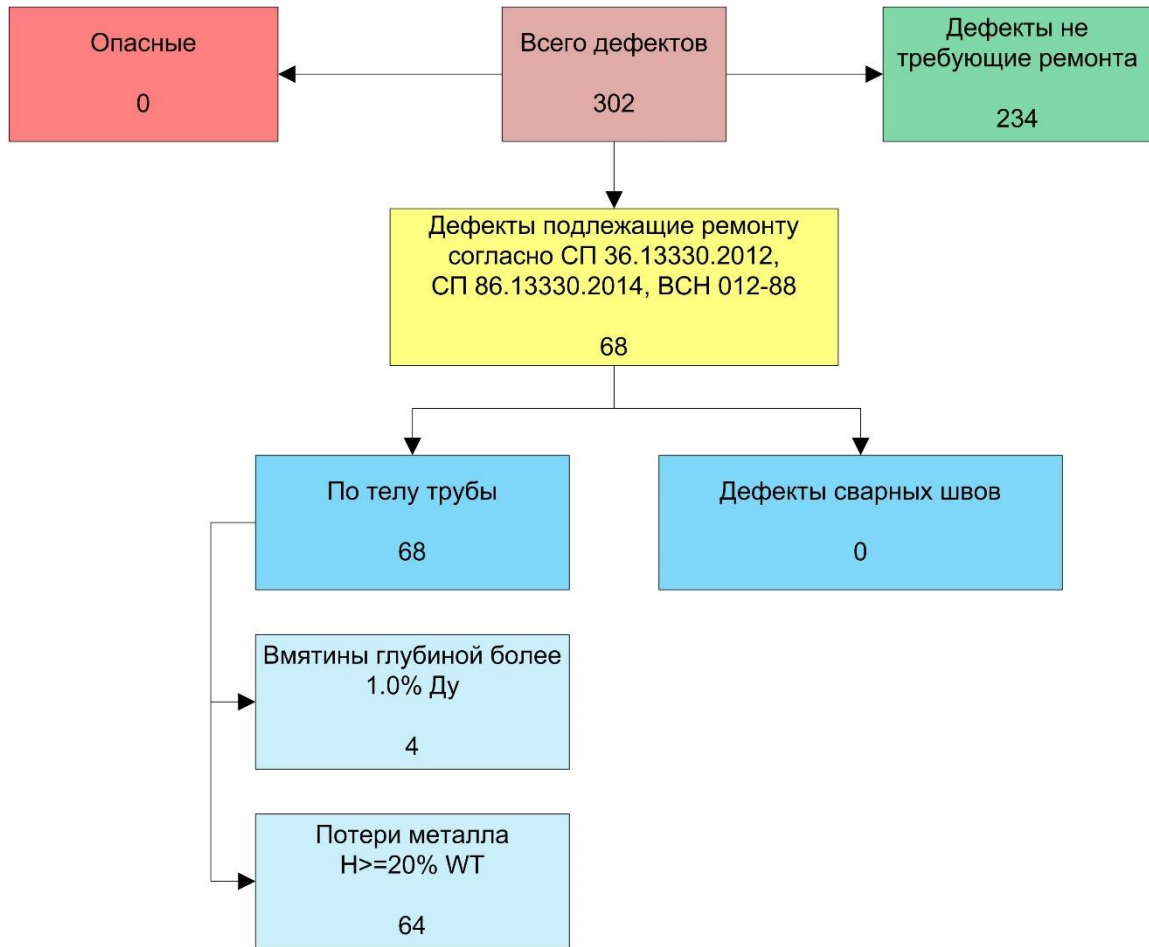 Опасные
0
Всего дефектов
302
Дефекты не
требующие ремонта
234
Дефекты подлежащие ремонту
согласно СП 36.13330.2012,
СП 86.13330.2014, ВСН 012-88
68
По телу трубы
68
Дефекты сварных швов
0
Вмятины глубиной более
1.0% Ду
4
Потери металла
H>=20% WT
64